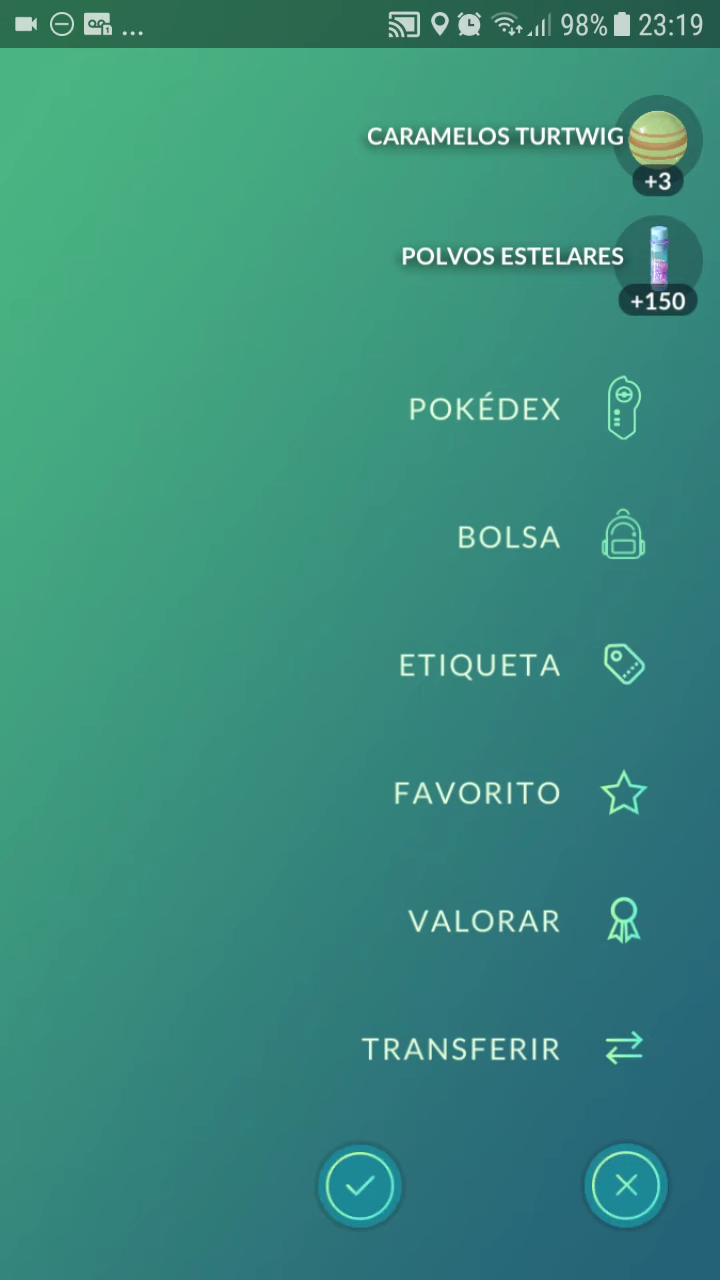 ... 98% 23:19
CARAMELOS TURTWIG
+3
POLVOS ESTELARES
+150
POKÉDEX
BOLSA
ETIQUETA
FAVORITO
VALORAR
TRANSFERIR